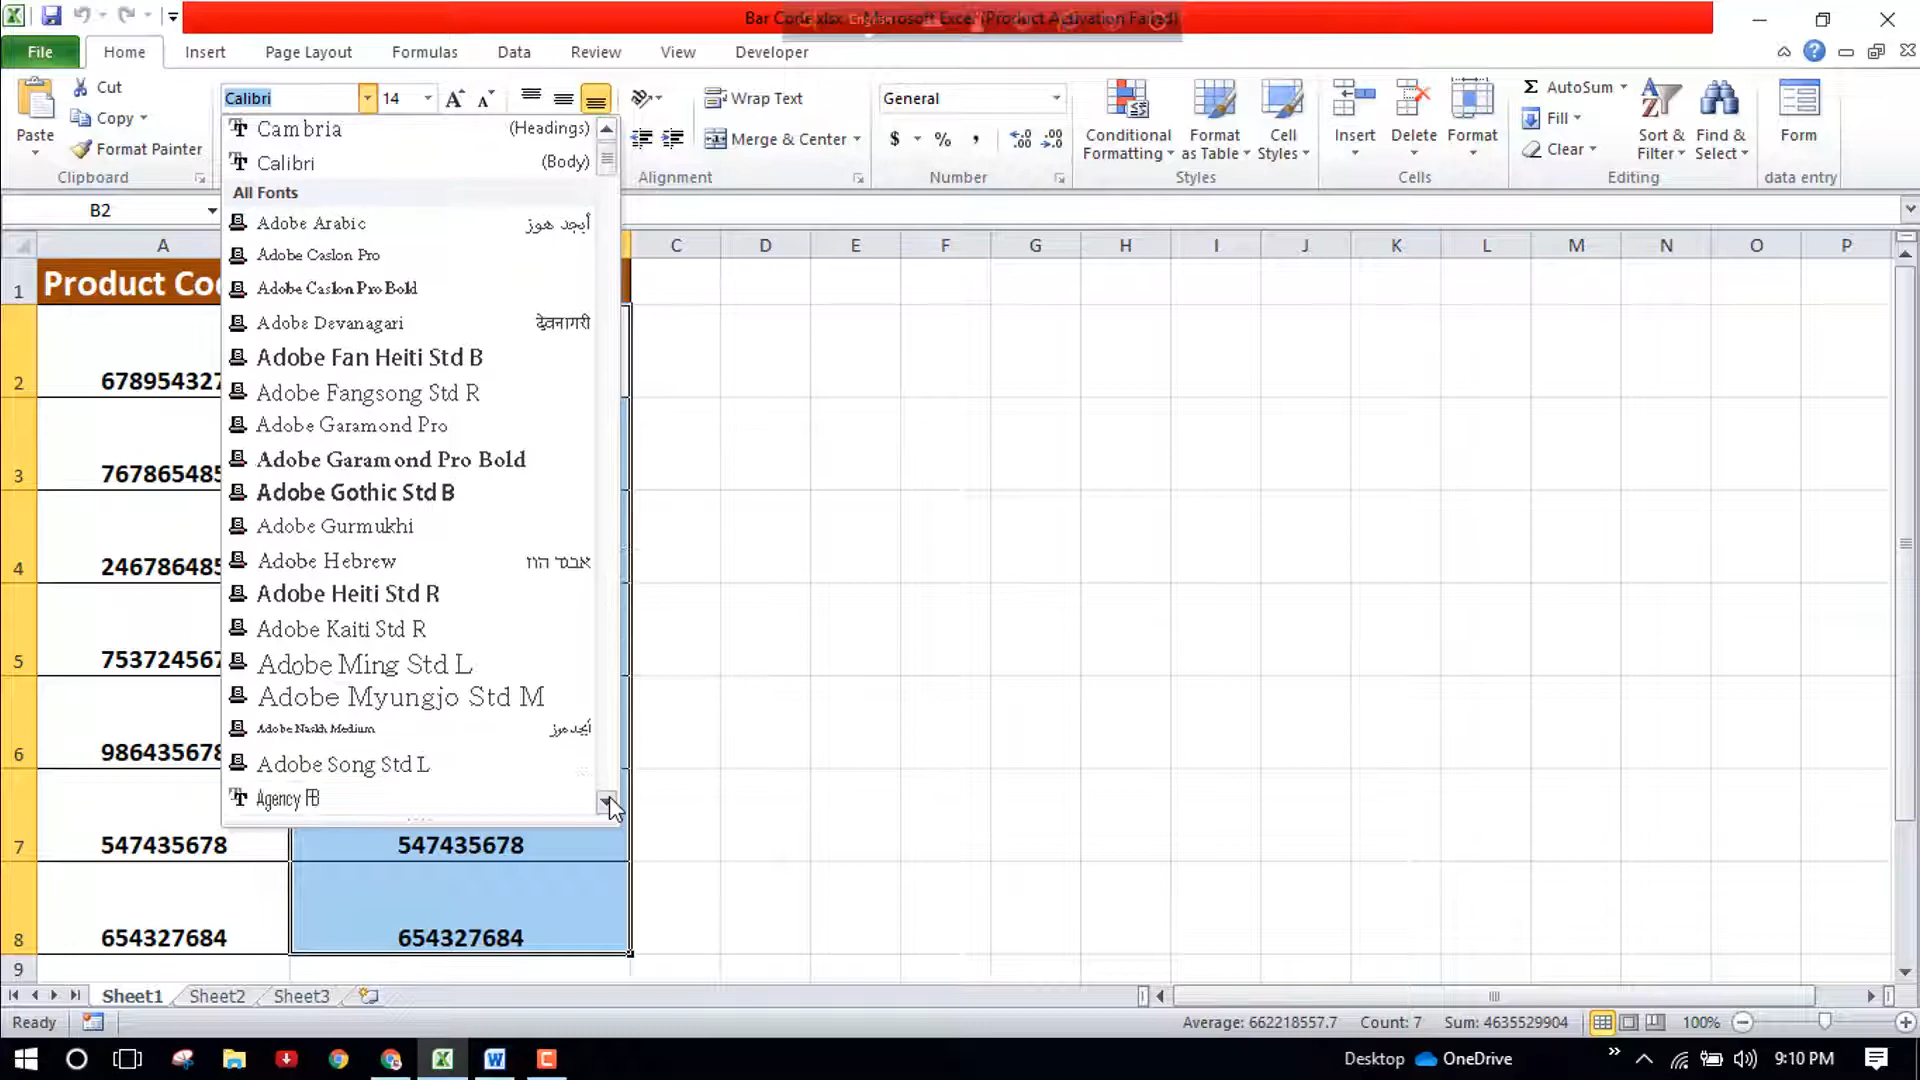 Bar Code.xlsx - Microsoft Excel (Product Activation Failed)
File Home Insert Page Layout Formulas Data Review View Developer
Cut
Copy
Format Painter
Paste
Clipboard
Calibri 14
Wrap Text
Merge & Center
Alignment
General
$ % ,
Number
Conditional Formatting
Format as Table
Cell Styles
Styles
Insert Delete Format
Cells
Σ AutoSum
Fill
Clear
Sort & Filter
Find & Select
Editing
Form
data entry
B2
Cambria (Headings)
Calibri (Body)
All Fonts
Adobe Arabic أبجد هوز
Adobe Caslon Pro
Adobe Caslon Pro Bold
Adobe Devanagari देवनागरी
Adobe Fan Heiti Std B
Adobe Fangsong Std R
Adobe Garamond Pro
Adobe Garamond Pro Bold
Adobe Gothic Std B
Adobe Gurmukhi
Adobe Hebrew אבגד הוז
Adobe Heiti Std R
Adobe Kaiti Std R
Adobe Ming Std L
Adobe Myungjo Std M
Adobe Naskh Medium أبجد هوز
Adobe Song Std L
Agency FB
A C D E F G H I J K L M N O P
1 Product Co
2 678954327
3 767865485
4 246786485
5 753724567
6 986435678
7 547435678 547435678
8 654327684 654327684
9
Sheet1 Sheet2 Sheet3
Ready Average: 662218557.7 Count: 7 Sum: 4635529904 100%
Desktop OneDrive 9:10 PM